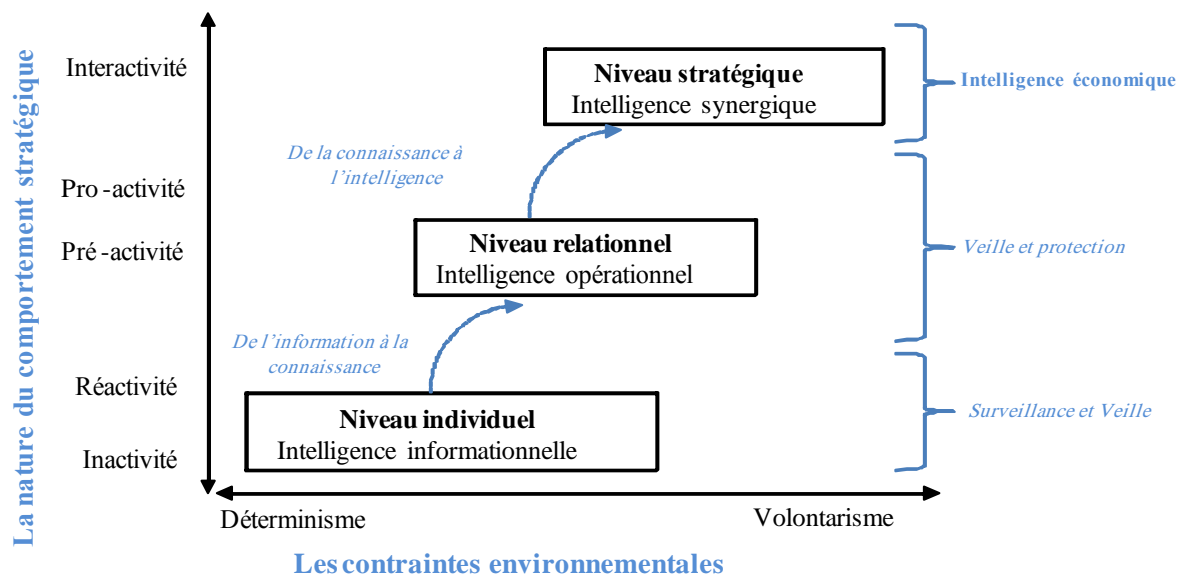 La nature du comportement stratégique
Interactivité
Pro-activité
Pré-activité
Réactivité
Inactivité
Niveau stratégique
Intelligence synergique
De la connaissance à
l'intelligence
Niveau relationnel
Intelligence opérationnel
De l'information à la
connaissance
Niveau individuel
Intelligence informationnelle
Intelligence économique
Veille et protection
Surveillance et Veille
Déterminisme
Volontarisme
Les contraintes environnementales